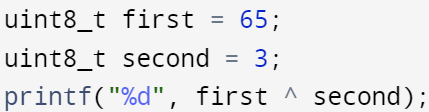 uint8_t first = 65;
uint8_t second = 3;
printf("%d", first ^ second);